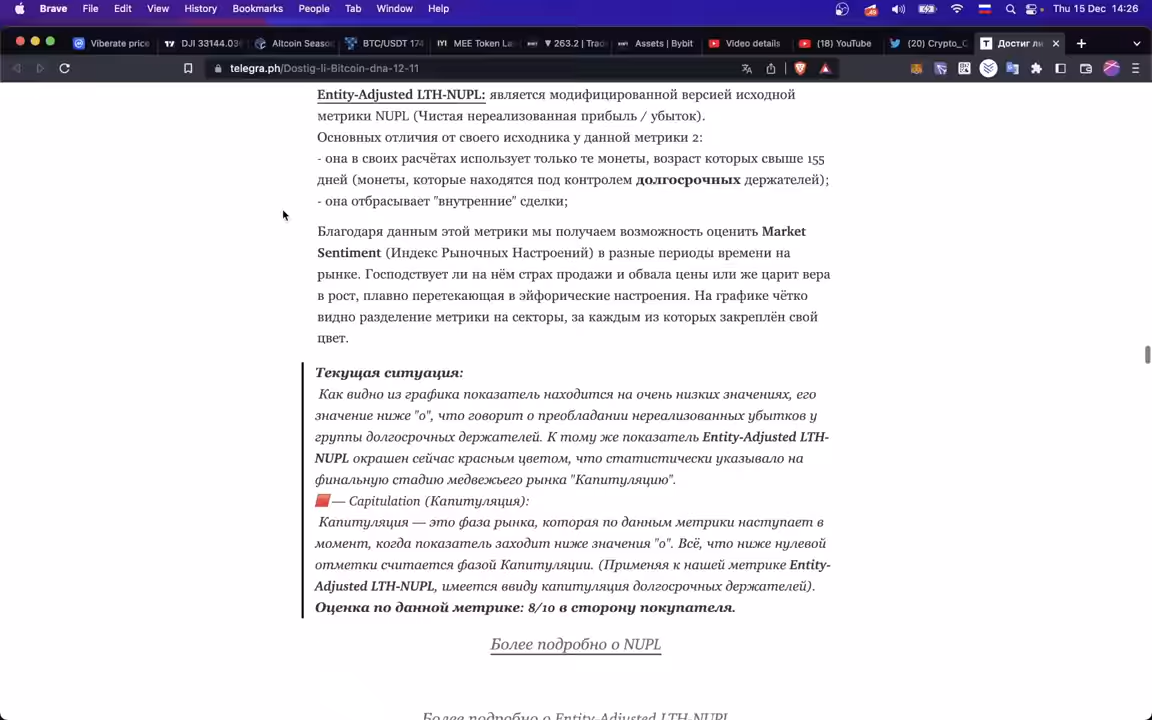 Brave File Edit View History Bookmarks People Tab Window Help Thu 15 Dec 14:26
Viberate price TV DJI 33144.03 Altcoin Seaso BTC/USDT 174 MEE Token La ▼ 263.2 | Trad Assets | Bybit Video details (18) YouTube (20) Crypto_C Достиг ли
telegra.ph/Dostig-li-Bitcoin-dna-12-11
Entity-Adjusted LTH-NUPL: является модифицированной версией исходной
метрики NUPL (Чистая нереализованная прибыль / убыток).
Основных отличия от своего исходника у данной метрики 2:
- она в своих расчётах использует только те монеты, возраст которых свыше 155
дней (монеты, которые находятся под контролем долгосрочных держателей);
- она отбрасывает "внутренние" сделки;
Благодаря данным этой метрики мы получаем возможность оценить Market
Sentiment (Индекс Рыночных Настроений) в разные периоды времени на
рынке. Господствует ли на нём страх продажи и обвала цены или же царит вера
в рост, плавно перетекающая в эйфорические настроения. На графике чётко
видно разделение метрики на секторы, за каждым из которых закреплён свой
цвет.
Текущая ситуация:
Как видно из графика показатель находится на очень низких значениях, его
значение ниже "0", что говорит о преобладании нереализованных убытков у
группы долгосрочных держателей. К тому же показатель Entity-Adjusted LTH-
NUPL окрашен сейчас красным цветом, что статистически указывало на
финальную стадию медвежьего рынка "Капитуляцию".
🟥 — Capitulation (Капитуляция):
Капитуляция — это фаза рынка, которая по данным метрики наступает в
момент, когда показатель заходит ниже значения "0". Всё, что ниже нулевой
отметки считается фазой Капитуляции. (Применяя к нашей метрике Entity-
Adjusted LTH-NUPL, имеется ввиду капитуляция долгосрочных держателей).
Оценка по данной метрике: 8/10 в сторону покупателя.
Более подробно о NUPL
Более подробно о Entity-Adjusted LTH-NUPL